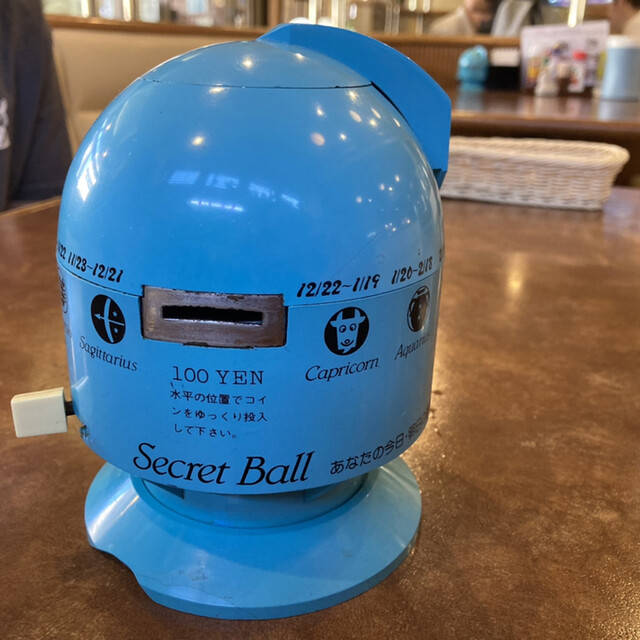 22
11/23~12/21
12/22~1/19
1/20~2/18
Sagittarius
Capricorn
Aquarius
100 YEN
水平の位置でコイ
ンをゆっくり投入
して下さい。
Secret Ball
あなたの今日・